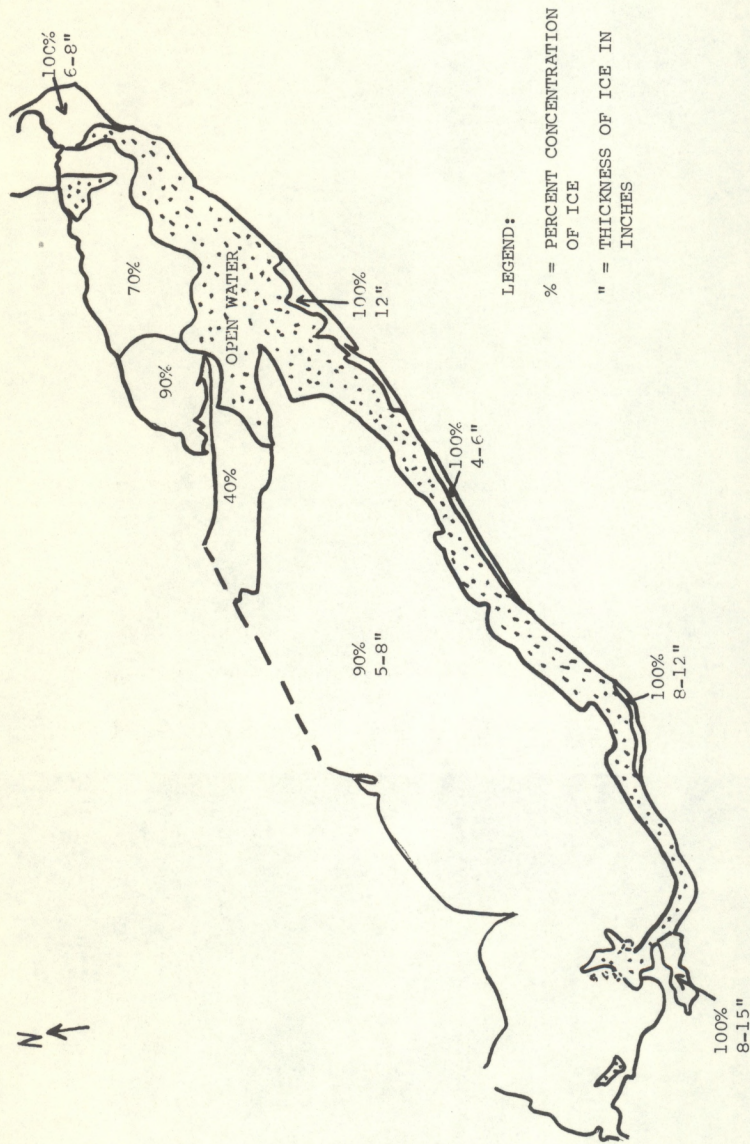 N
100%
6-8"
70%
90%
OPEN WATER
40%
100%
12"
100%
4-6"
90%
5-8"
100%
8-12"
100%
8-15"
LEGEND:
% = PERCENT CONCENTRATION
OF ICE
" = THICKNESS OF ICE IN
INCHES